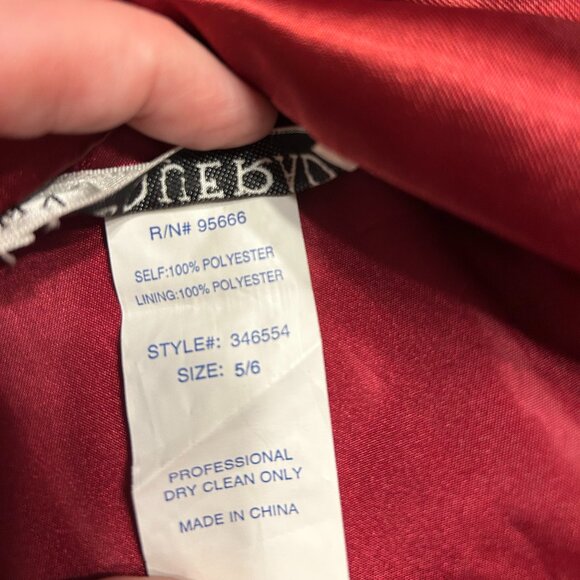 R/N# 95666
SELF:100% POLYESTER
LINING:100% POLYESTER
STYLE#: 346554
SIZE: 5/6
PROFESSIONAL
DRY CLEAN ONLY
MADE IN CHINA